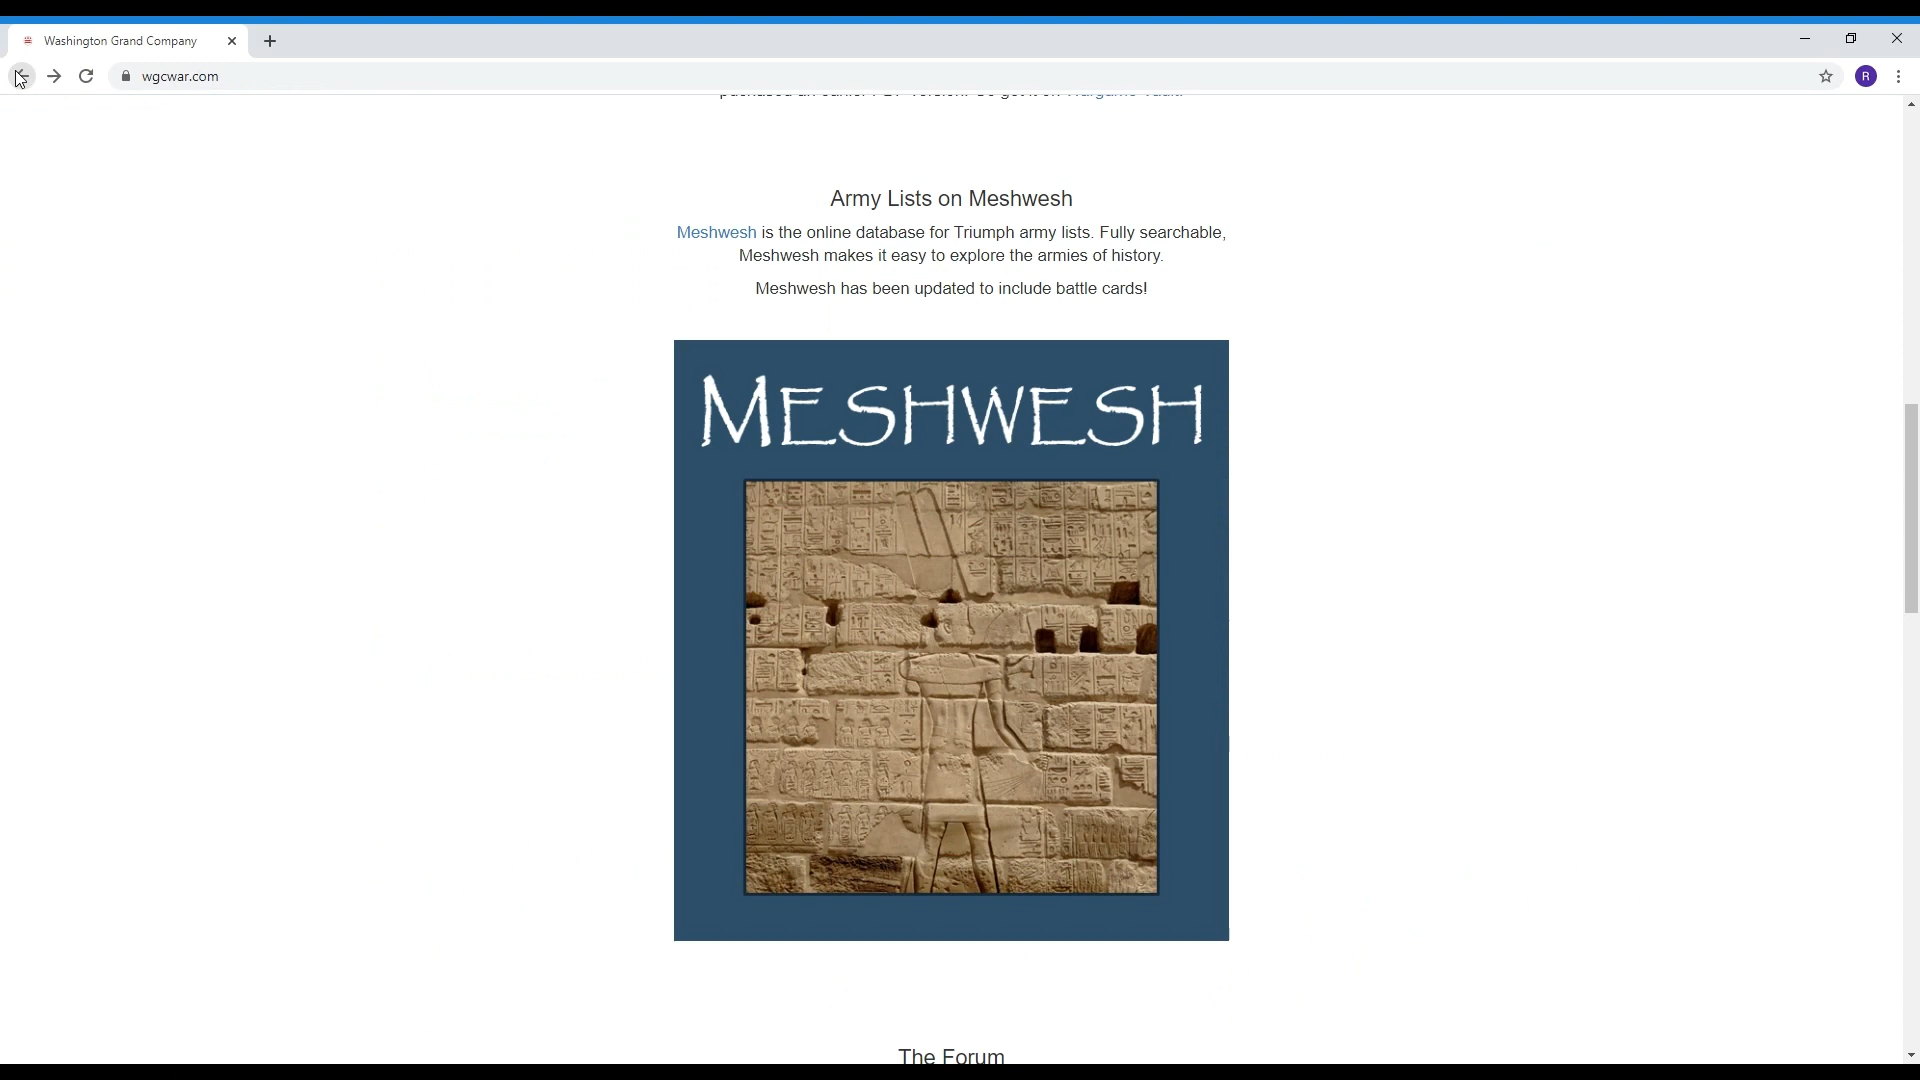 Washington Grand Company
wgcwar.com
R
Army Lists on Meshwesh
Meshwesh is the online database for Triumph army lists. Fully searchable,
Meshwesh makes it easy to explore the armies of history.
Meshwesh has been updated to include battle cards!
MESHWESH
The Forum